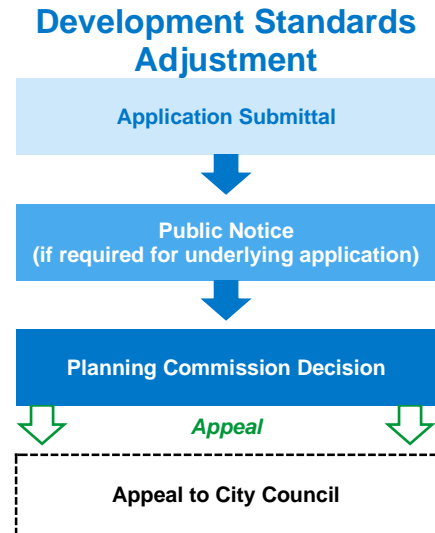 Development Standards
Adjustment
Application Submittal
Public Notice
(if required for underlying application)
Planning Commission Decision
Appeal
Appeal to City Council